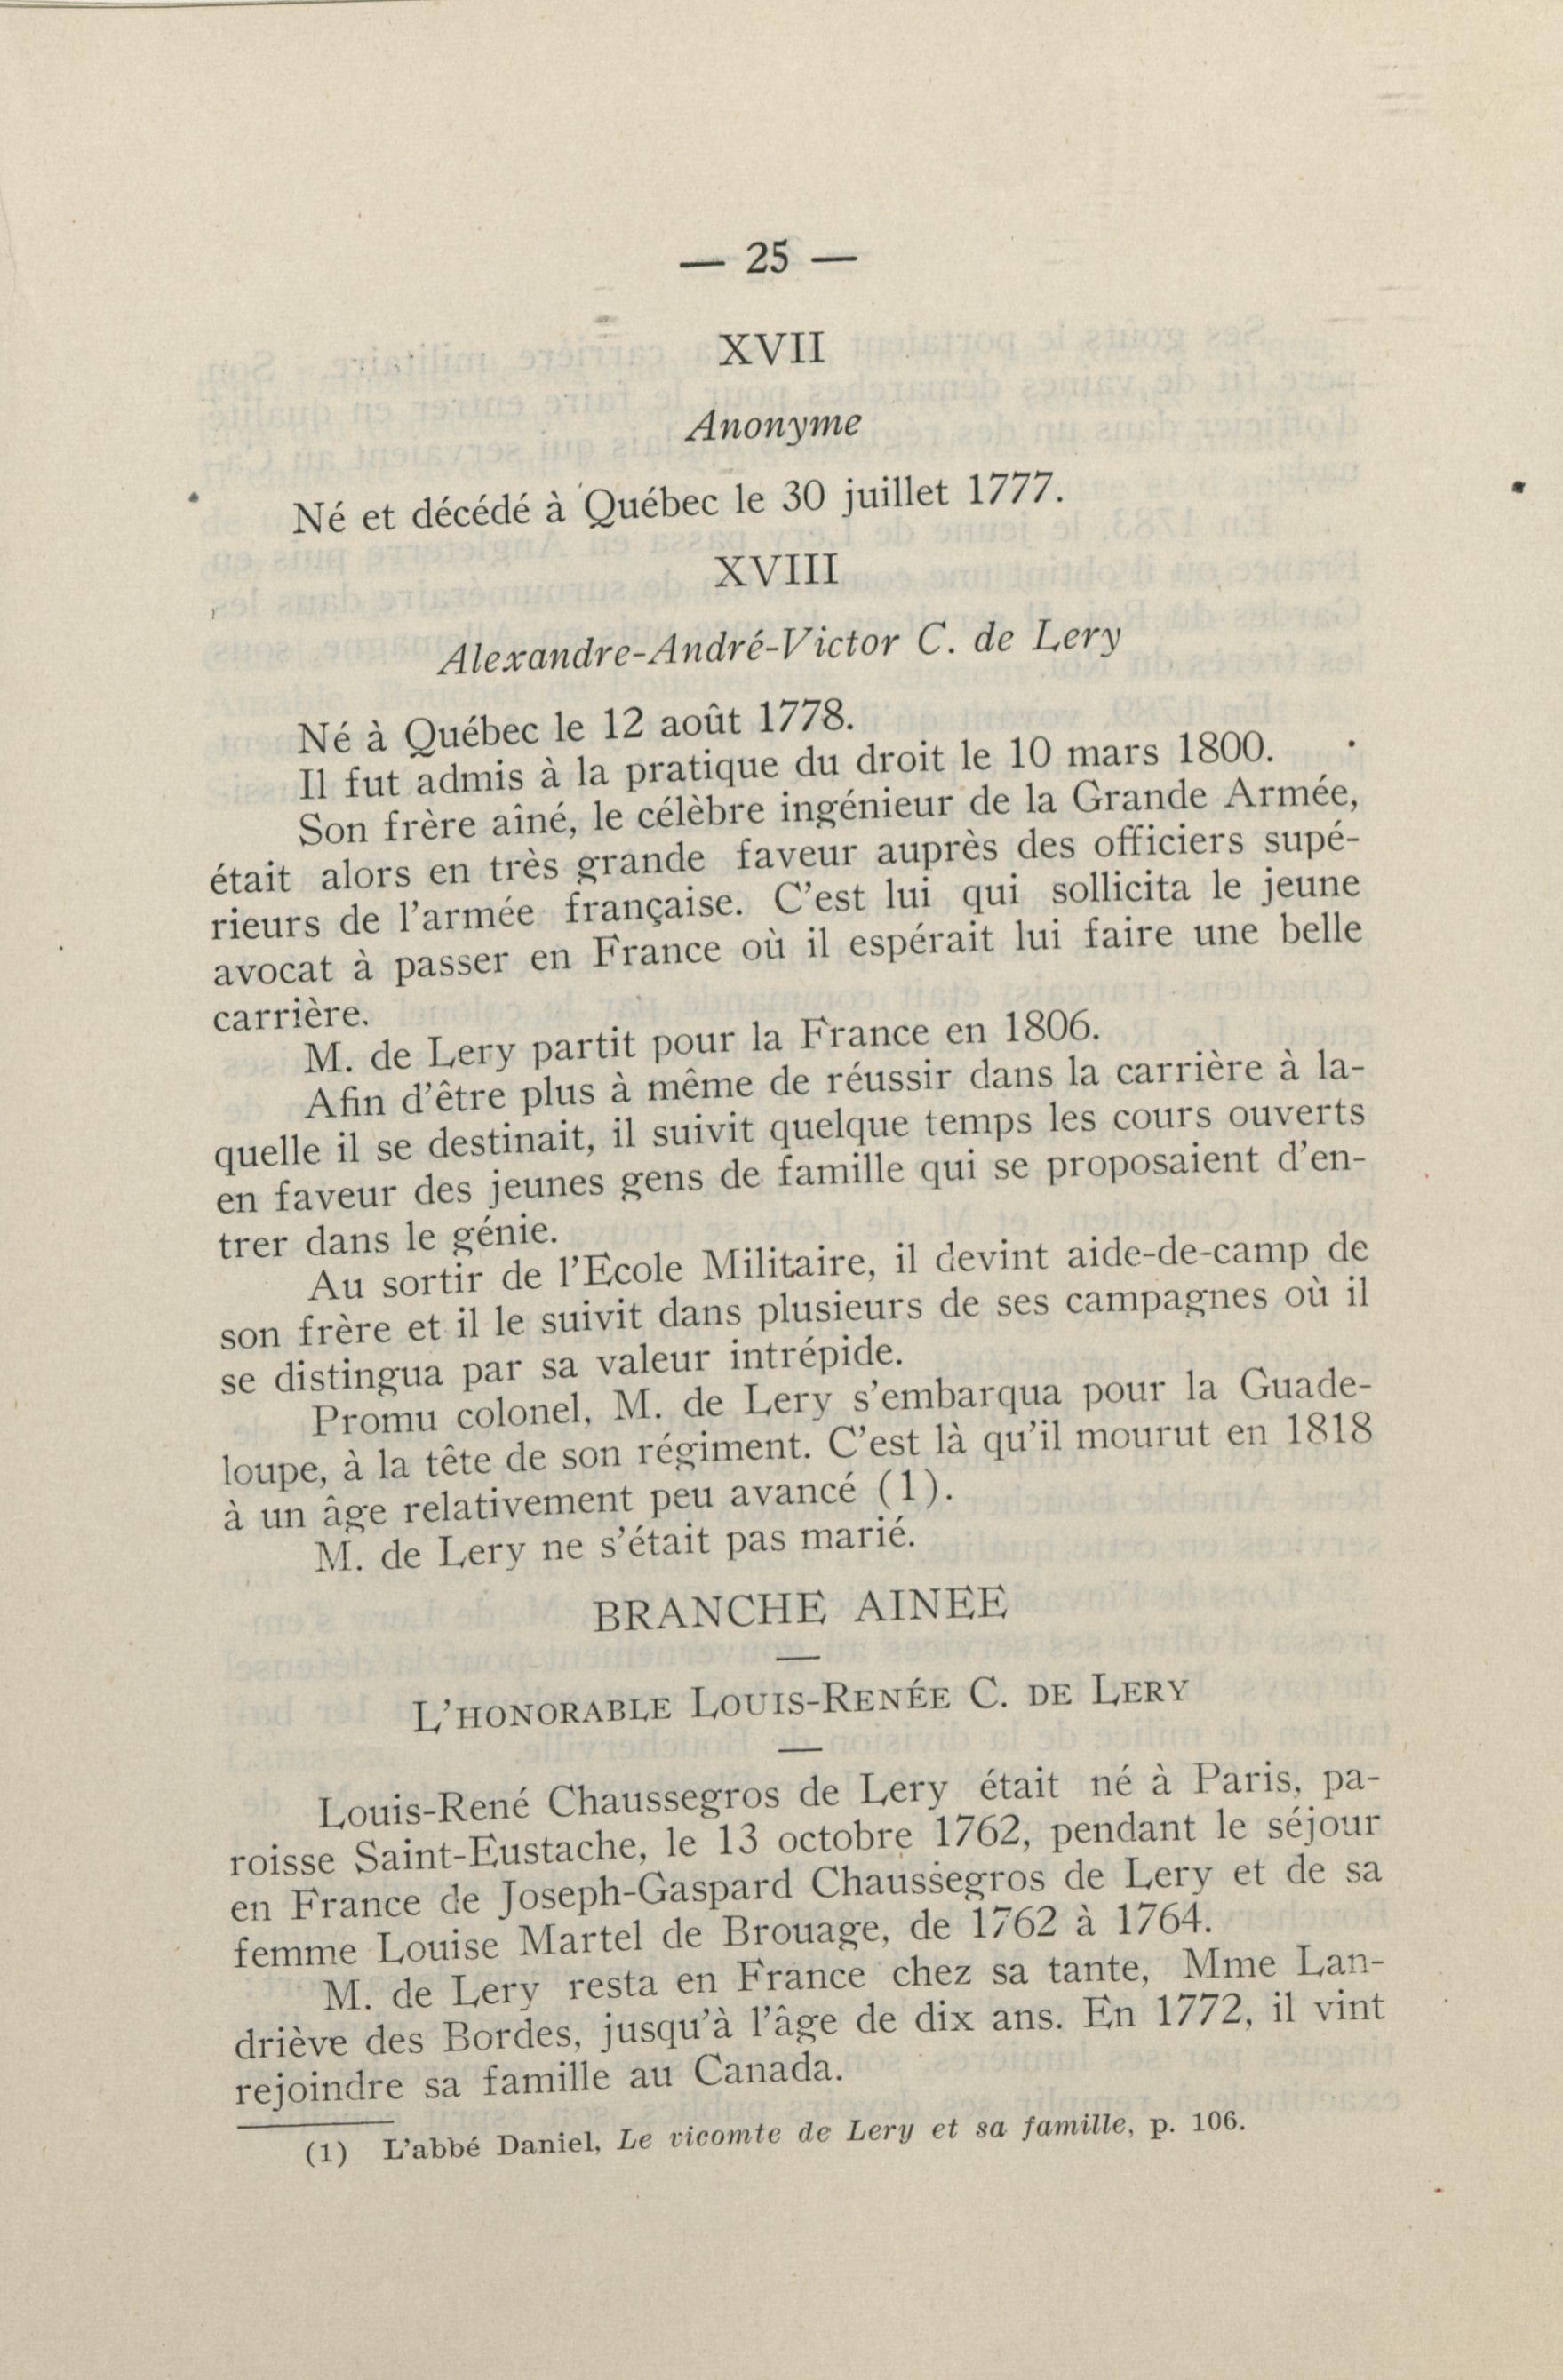 — 25 —
XVII
Anonyme
Né et décédé à Québec le 30 juillet 1777.
XVIII
Alexandre-André-Victor C. de Lery
Né à Québec le 12 août 1778.
Il fut admis à la pratique du droit le 10 mars 1800.
Son frère aîné, le célèbre ingénieur de la Grande Armée,
était alors en très grande faveur auprès des officiers supé-
rieurs de l'armée française. C'est lui qui sollicita le jeune
avocat à passer en France où il espérait lui faire une belle
carrière.
M. de Lery partit pour la France en 1806.
Afin d'être plus à même de réussir dans la carrière à la-
quelle il se destinait, il suivit quelque temps les cours ouverts
en faveur des jeunes gens de famille qui se proposaient d'en-
trer dans le génie.
Au sortir de l'Ecole Militaire, il devint aide-de-camp de
son frère et il le suivit dans plusieurs de ses campagnes où il
se distingua par sa valeur intrépide.
Promu colonel, M. de Lery s'embarqua pour la Guade-
loupe, à la tête de son régiment. C'est là qu'il mourut en 1818
à un âge relativement peu avancé (1).
M. de Lery ne s'était pas marié.
BRANCHE AINEE
L'HONORABLE LOUIS-RENÉE C. DE LERY
Louis-René Chaussegros de Lery était né à Paris, pa-
roisse Saint-Eustache, le 13 octobre 1762, pendant le séjour
en France de Joseph-Gaspard Chaussegros de Lery et de sa
femme Louise Martel de Brouage, de 1762 à 1764.
M. de Lery resta en France chez sa tante, Mme Lan-
driève des Bordes, jusqu'à l'âge de dix ans. En 1772, il vint
rejoindre sa famille au Canada.
(1) L'abbé Daniel, Le vicomte de Lery et sa famille, p. 106.